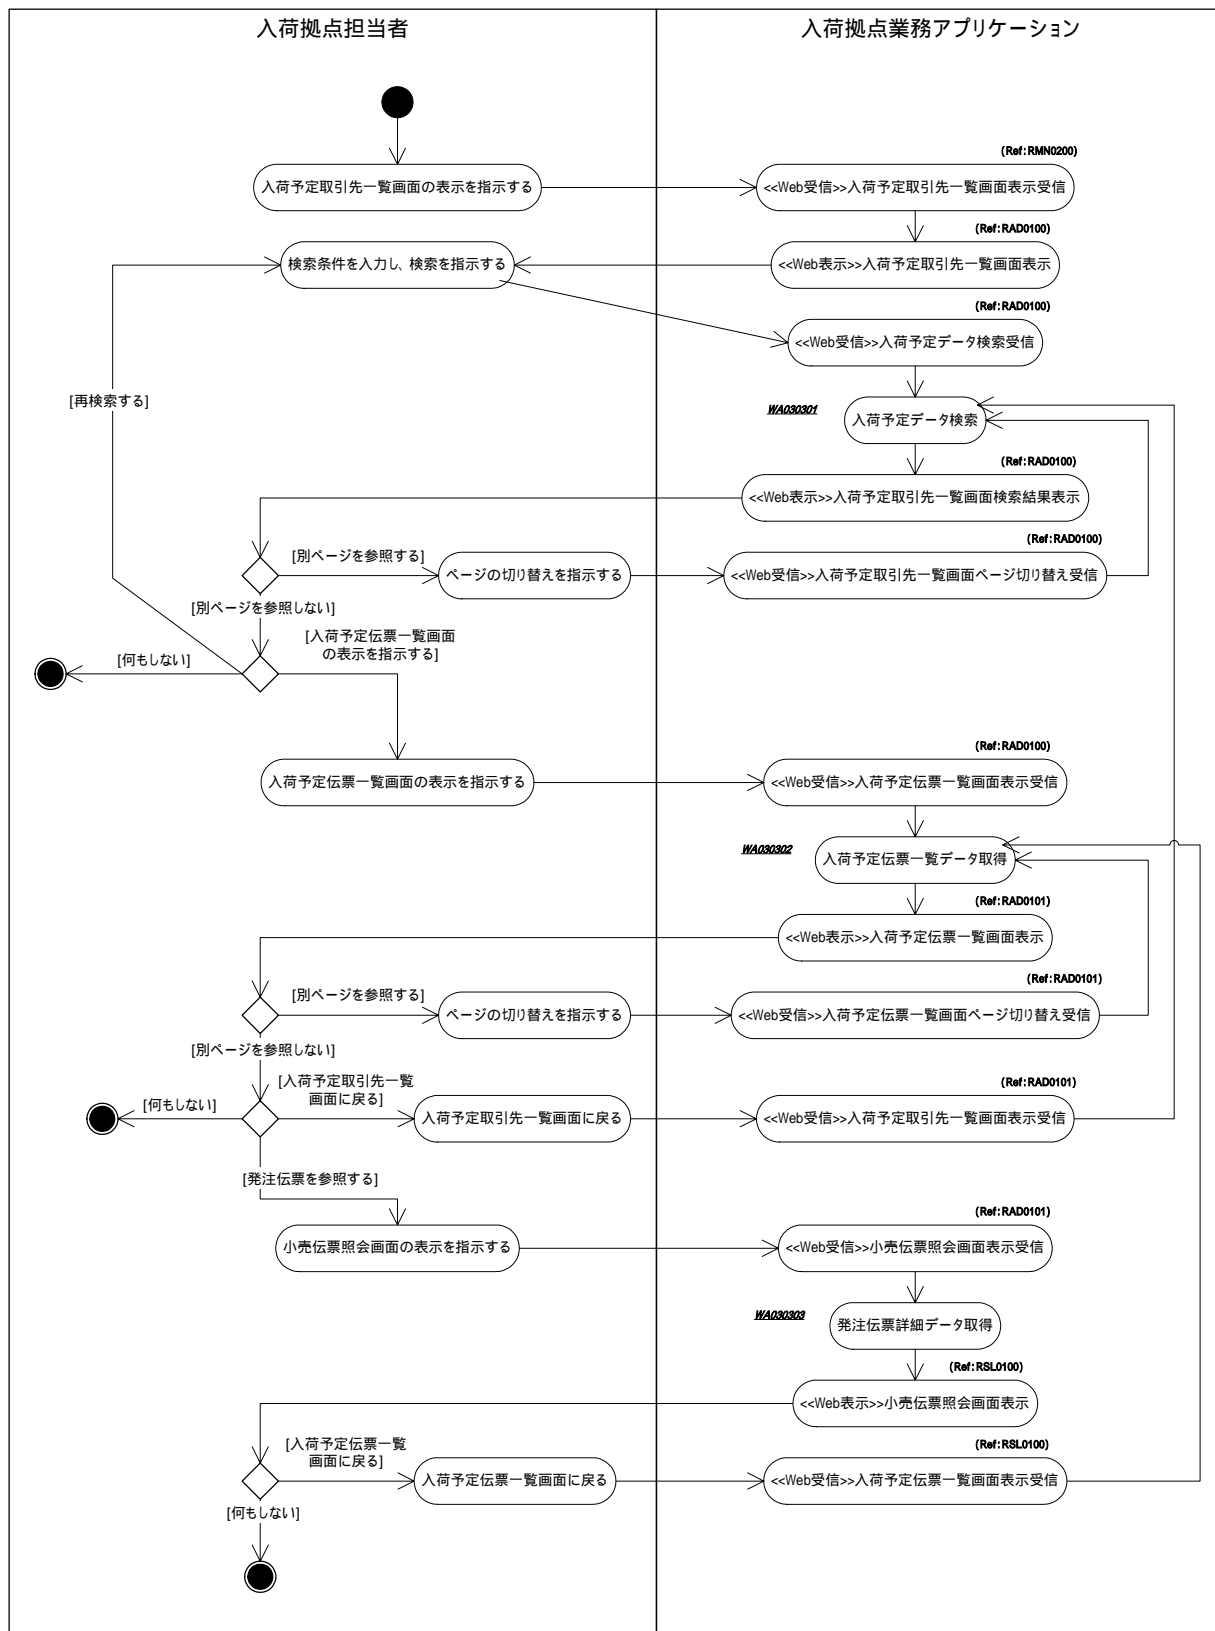 入荷拠点担当者
入荷拠点業務アプリケーション
(Ref:RMN0200)
入荷予定取引先一覧画面の表示を指示する
<<Web受信>>入荷予定取引先一覧画面表示受信
(Ref:RAD0100)
検索条件を入力し、検索を指示する
<<Web表示>>入荷予定取引先一覧画面表示
(Ref:RAD0100)
<<Web受信>>入荷予定データ検索受信
[再検索する]
WA030301
入荷予定データ検索
(Ref:RAD0100)
<<Web表示>>入荷予定取引先一覧画面検索結果表示
(Ref:RAD0100)
[別ページを参照する]
ページの切り替えを指示する
<<Web受信>>入荷予定取引先一覧画面ページ切り替え受信
[別ページを参照しない]
[入荷予定伝票一覧画面
の表示を指示する]
[何もしない]
(Ref:RAD0100)
入荷予定伝票一覧画面の表示を指示する
<<Web受信>>入荷予定伝票一覧画面表示受信
WA030302
入荷予定伝票一覧データ取得
(Ref:RAD0101)
<<Web表示>>入荷予定伝票一覧画面表示
(Ref:RAD0101)
[別ページを参照する]
ページの切り替えを指示する
<<Web受信>>入荷予定伝票一覧画面ページ切り替え受信
[別ページを参照しない]
[入荷予定取引先一覧
画面に戻る]
(Ref:RAD0101)
[何もしない]
入荷予定取引先一覧画面に戻る
<<Web受信>>入荷予定取引先一覧画面表示受信
[発注伝票を参照する]
(Ref:RAD0101)
小売伝票照会画面の表示を指示する
<<Web受信>>小売伝票照会画面表示受信
WA030303
発注伝票詳細データ取得
(Ref:RSL0100)
<<Web表示>>小売伝票照会画面表示
[入荷予定伝票一覧
画面に戻る]
(Ref:RSL0100)
入荷予定伝票一覧画面に戻る
<<Web受信>>入荷予定伝票一覧画面表示受信
[何もしない]